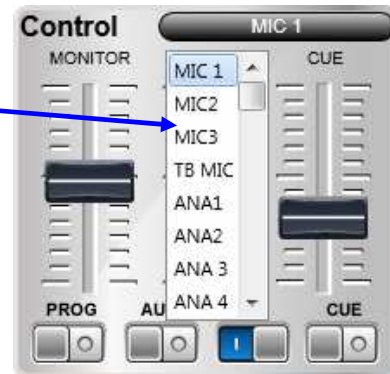 Control MIC 1
MONITOR CUE
MIC 1
MIC2
MIC3
TB MIC
ANA1
ANA2
ANA 3
ANA 4
PROG AU CUE